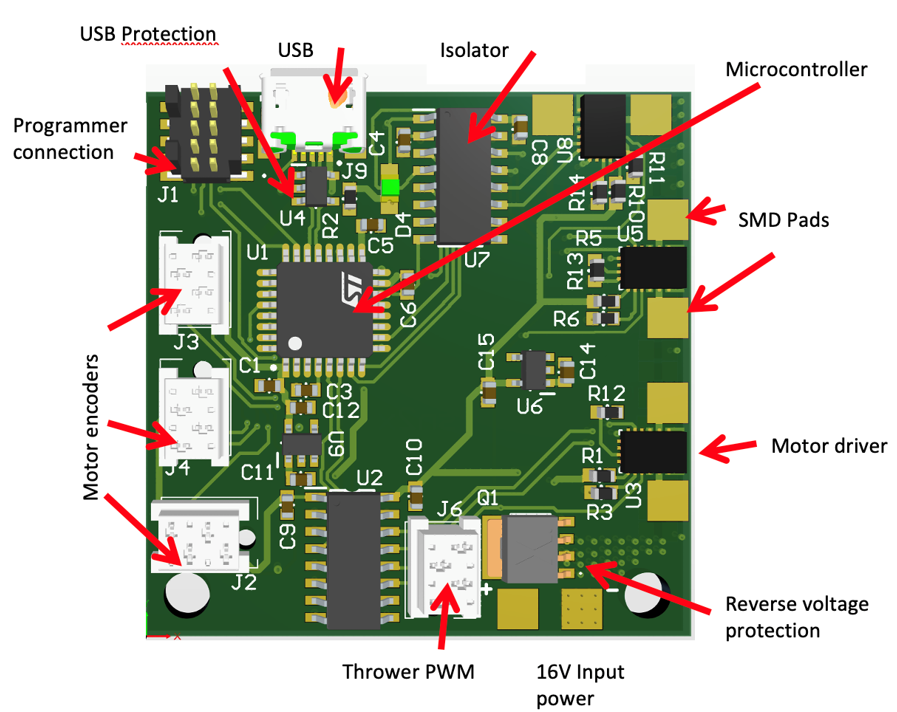 USB Protection
USB
Isolator
Microcontroller
Programmer
connection
J1
J9
C4
U4
R2
D4
C5
C8
U8
R11
R14
R10
SMD Pads
U1
U7
R5
U5
R13
R6
C6
J3
C1
C3
C12
C15
C14
U6
R12
Motor encoders
J4
U9
C11
U2
C10
R1
R3
U3
Motor driver
C9
J6
Q1
J2
+
-
Reverse voltage
protection
X
Thrower PWM
16V Input
power